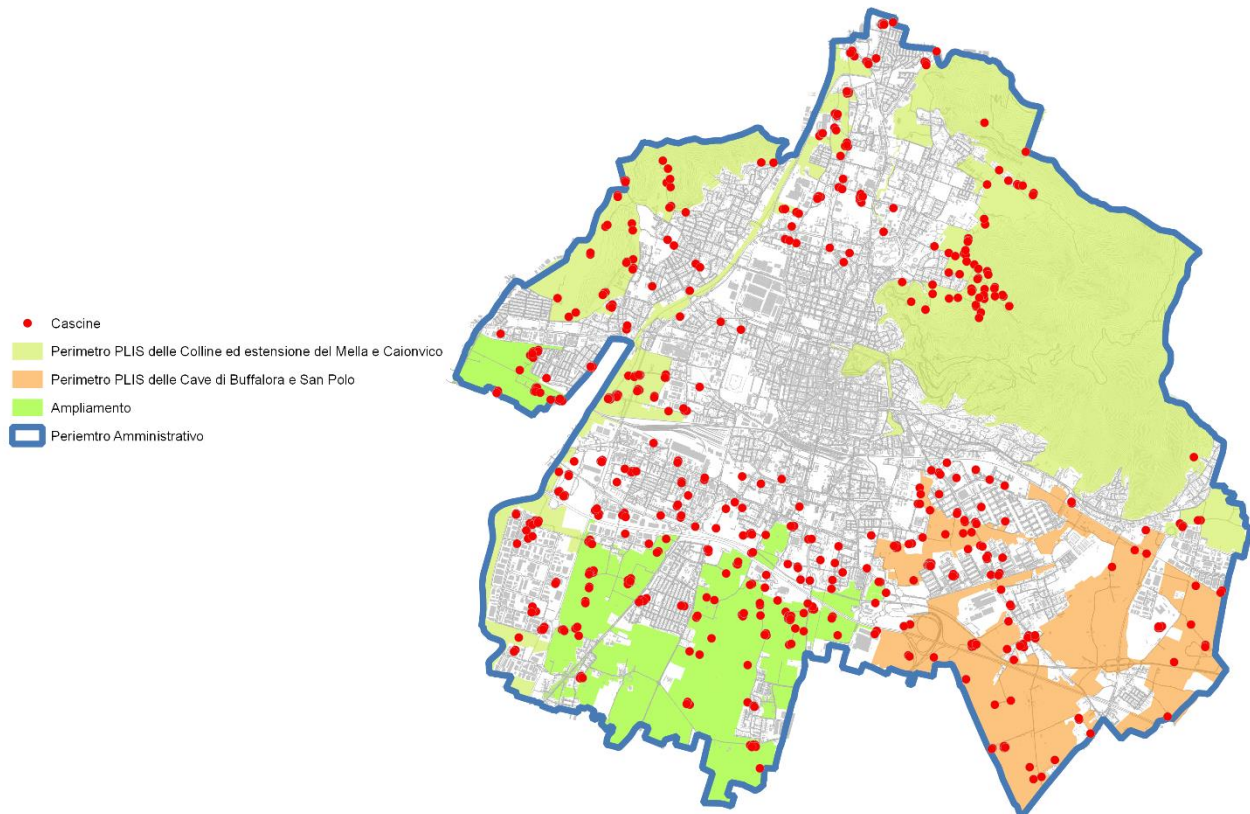 Cascine
Perimetro PLIS delle Colline ed estensione del Mella e Caionvico
Perimetro PLIS delle Cave di Buffalora e San Polo
Ampliamento
Periemtro Amministrativo